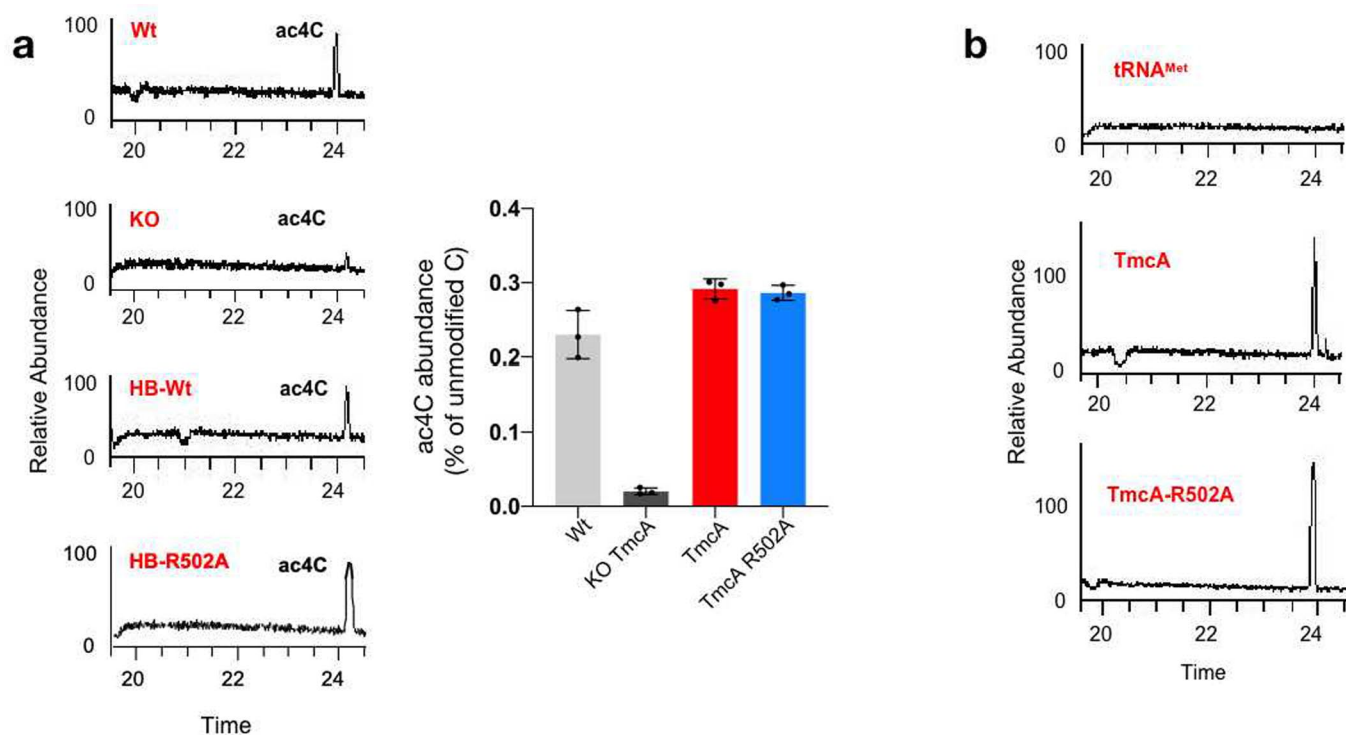 a
Wt
ac4C
100
0
20 22 24
KO
ac4C
100
0
20 22 24
HB-Wt
ac4C
100
0
20 22 24
HB-R502A
ac4C
100
0
20 22 24
Relative Abundance
Time
ac4C abundance
(% of unmodified C)
0.4
0.3
0.2
0.1
0.0
Wt
KO TmcA
TmcA
TmcA R502A
b
tRNAᴹᵉᵗ
100
0
20 22 24
TmcA
100
0
20 22 24
TmcA-R502A
100
0
20 22 24
Relative Abundance
Time